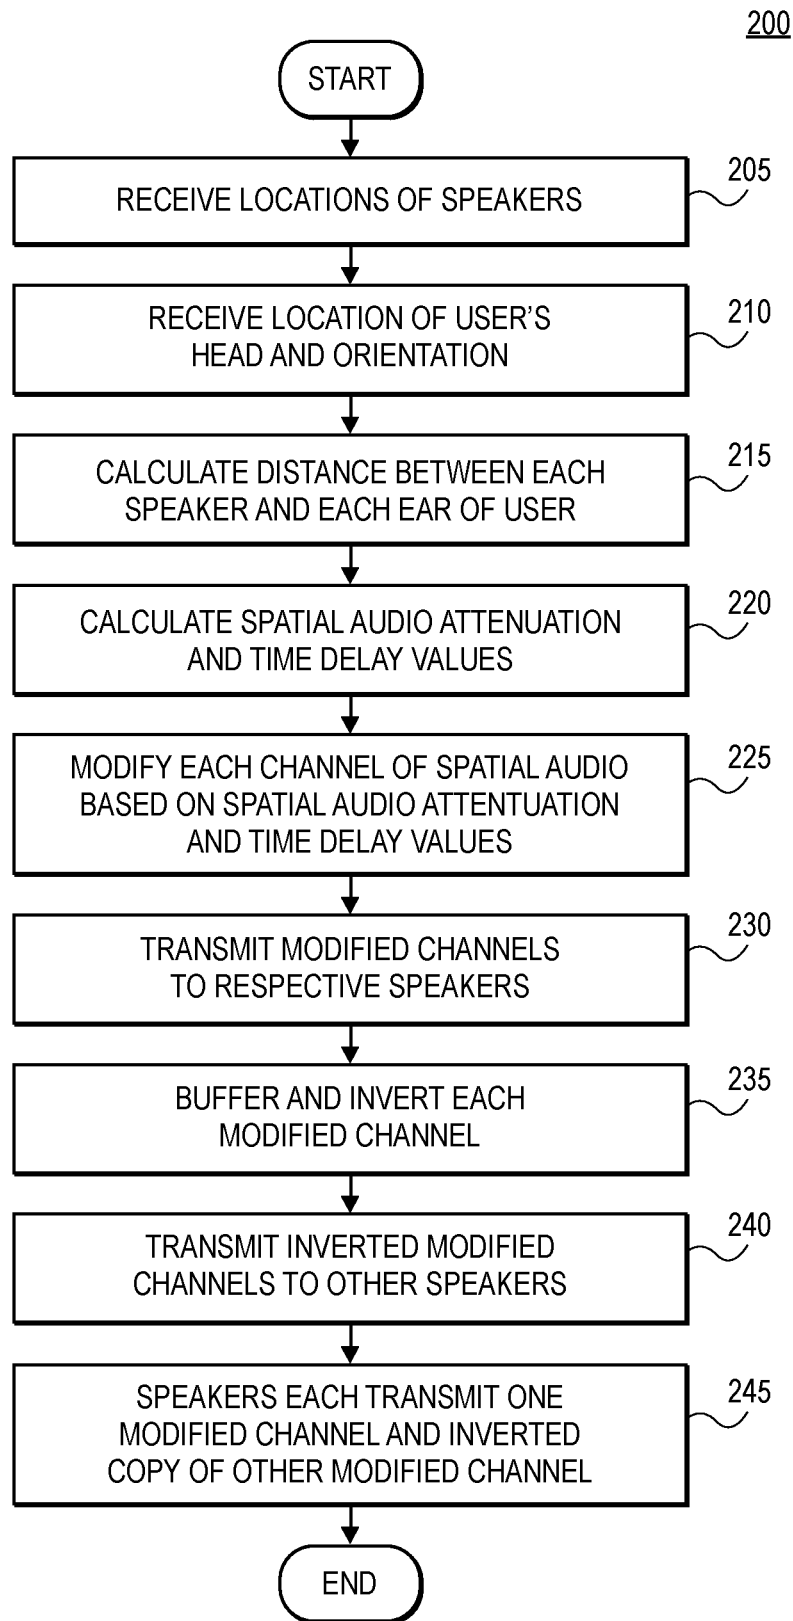 200
START
RECEIVE LOCATIONS OF SPEAKERS
205
RECEIVE LOCATION OF USER'S
HEAD AND ORIENTATION
210
CALCULATE DISTANCE BETWEEN EACH
SPEAKER AND EACH EAR OF USER
215
CALCULATE SPATIAL AUDIO ATTENUATION
AND TIME DELAY VALUES
220
MODIFY EACH CHANNEL OF SPATIAL AUDIO
BASED ON SPATIAL AUDIO ATTENTUATION
AND TIME DELAY VALUES
225
TRANSMIT MODIFIED CHANNELS
TO RESPECTIVE SPEAKERS
230
BUFFER AND INVERT EACH
MODIFIED CHANNEL
235
TRANSMIT INVERTED MODIFIED
CHANNELS TO OTHER SPEAKERS
240
SPEAKERS EACH TRANSMIT ONE
MODIFIED CHANNEL AND INVERTED
COPY OF OTHER MODIFIED CHANNEL
245
END